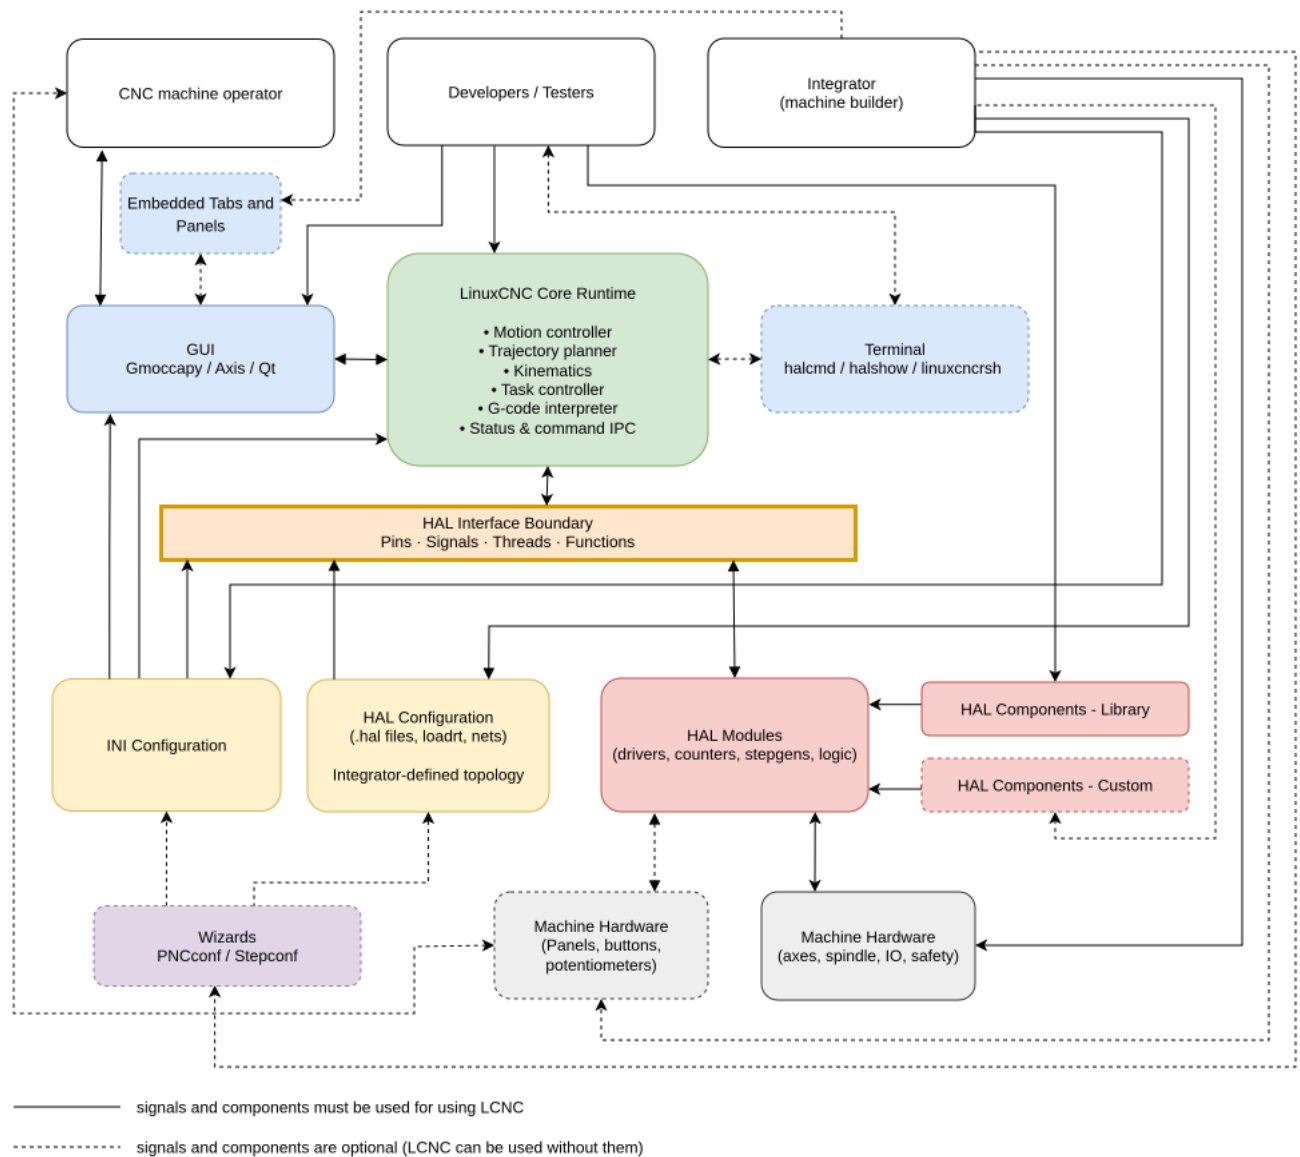 CNC machine operator
Developers / Testers
Integrator
(machine builder)
Embedded Tabs and
Panels
GUI
Gmoccapy / Axis / Qt
LinuxCNC Core Runtime
• Motion controller
• Trajectory planner
• Kinematics
• Task controller
• G-code interpreter
• Status & command IPC
Terminal
halcmd / halshow / linuxcncrsh
HAL Interface Boundary
Pins · Signals · Threads · Functions
INI Configuration
HAL Configuration
(.hal files, loadrt, nets)
Integrator-defined topology
HAL Modules
(drivers, counters, stepgens, logic)
HAL Components - Library
HAL Components - Custom
Wizards
PNCconf / Stepconf
Machine Hardware
(Panels, buttons,
potentiometers)
Machine Hardware
(axes, spindle, IO, safety)
signals and components must be used for using LCNC
signals and components are optional (LCNC can be used without them)